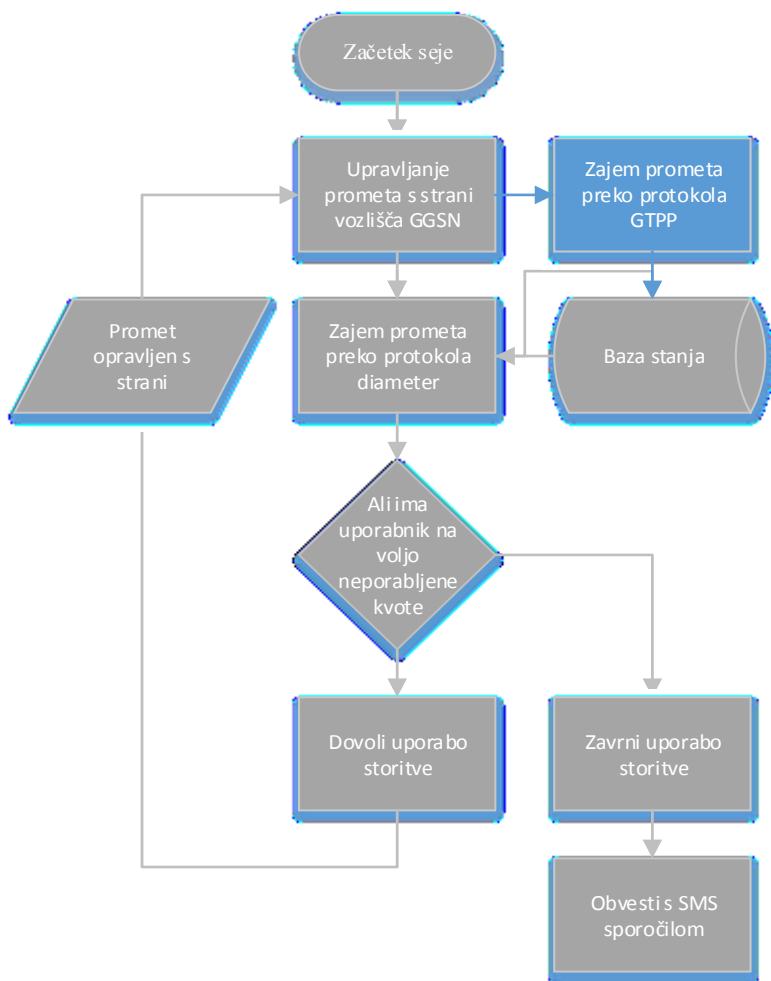 Začetek seje
Upravljanje
prometa s strani
vozlišča GGSN
Zajem prometa
preko protokola
GTPP
Promet
opravljen s
strani
Zajem prometa
preko protokola
diameter
Baza stanja
Ali ima
uporabnik na
voljo
neporabljene
kvote
Dovoli uporabo
storitve
Zavrni uporabo
storitve
Obvesti s SMS
sporočilom